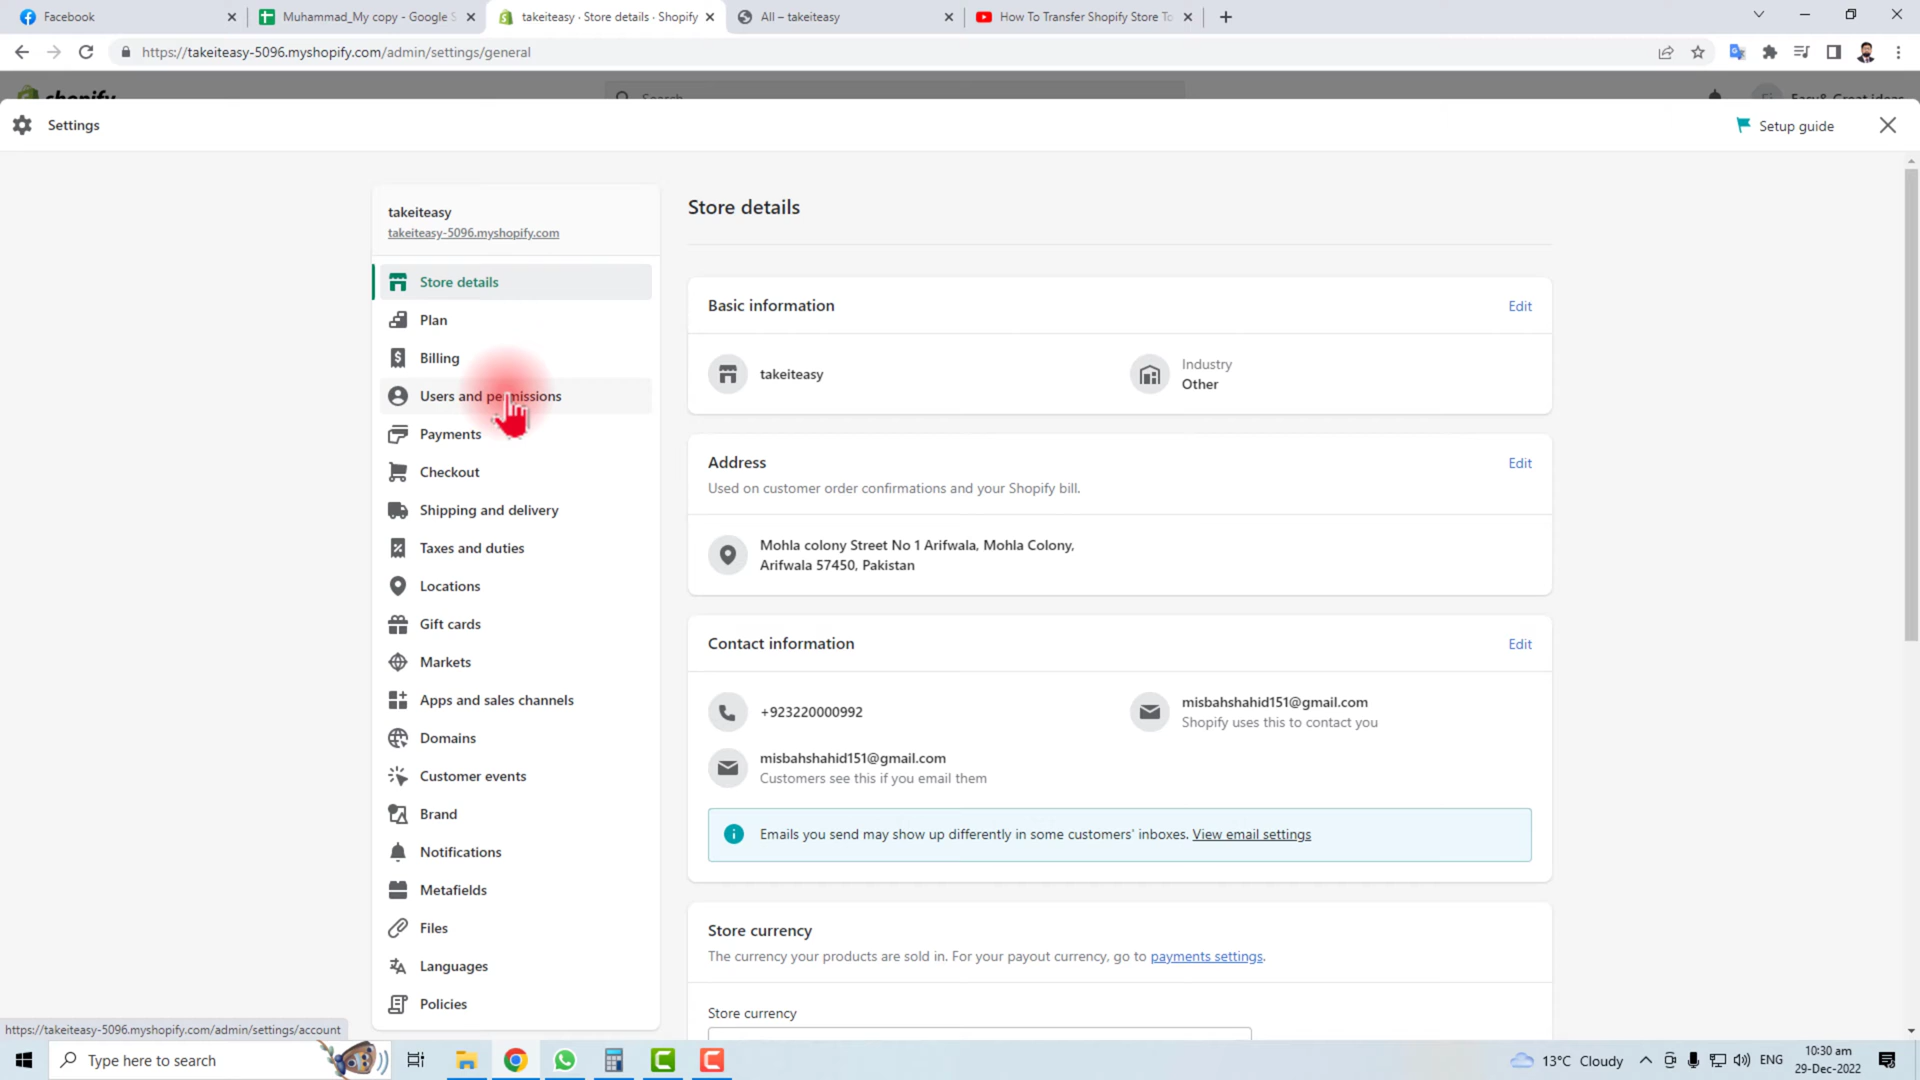 Facebook
Muhammad_My copy - Google S
takeiteasy · Store details · Shopify
All – takeiteasy
How To Transfer Shopify Store To
https://takeiteasy-5096.myshopify.com/admin/settings/general
shopify
Search
Easy& Great ideas
Settings
Setup guide
takeiteasy
takeiteasy-5096.myshopify.com
Store details
Plan
Billing
Users and permissions
Payments
Checkout
Shipping and delivery
Taxes and duties
Locations
Gift cards
Markets
Apps and sales channels
Domains
Customer events
Brand
Notifications
Metafields
Files
Languages
Policies
Store details
Basic information
Edit
takeiteasy
Industry
Other
Address
Edit
Used on customer order confirmations and your Shopify bill.
Mohla colony Street No 1 Arifwala, Mohla Colony,
Arifwala 57450, Pakistan
Contact information
Edit
+923220000992
misbahshahid151@gmail.com
Shopify uses this to contact you
misbahshahid151@gmail.com
Customers see this if you email them
Emails you send may show up differently in some customers' inboxes. View email settings
Store currency
The currency your products are sold in. For your payout currency, go to payments settings.
Store currency
https://takeiteasy-5096.myshopify.com/admin/settings/account
Type here to search
13°C Cloudy
ENG
10:30 am
29-Dec-2022